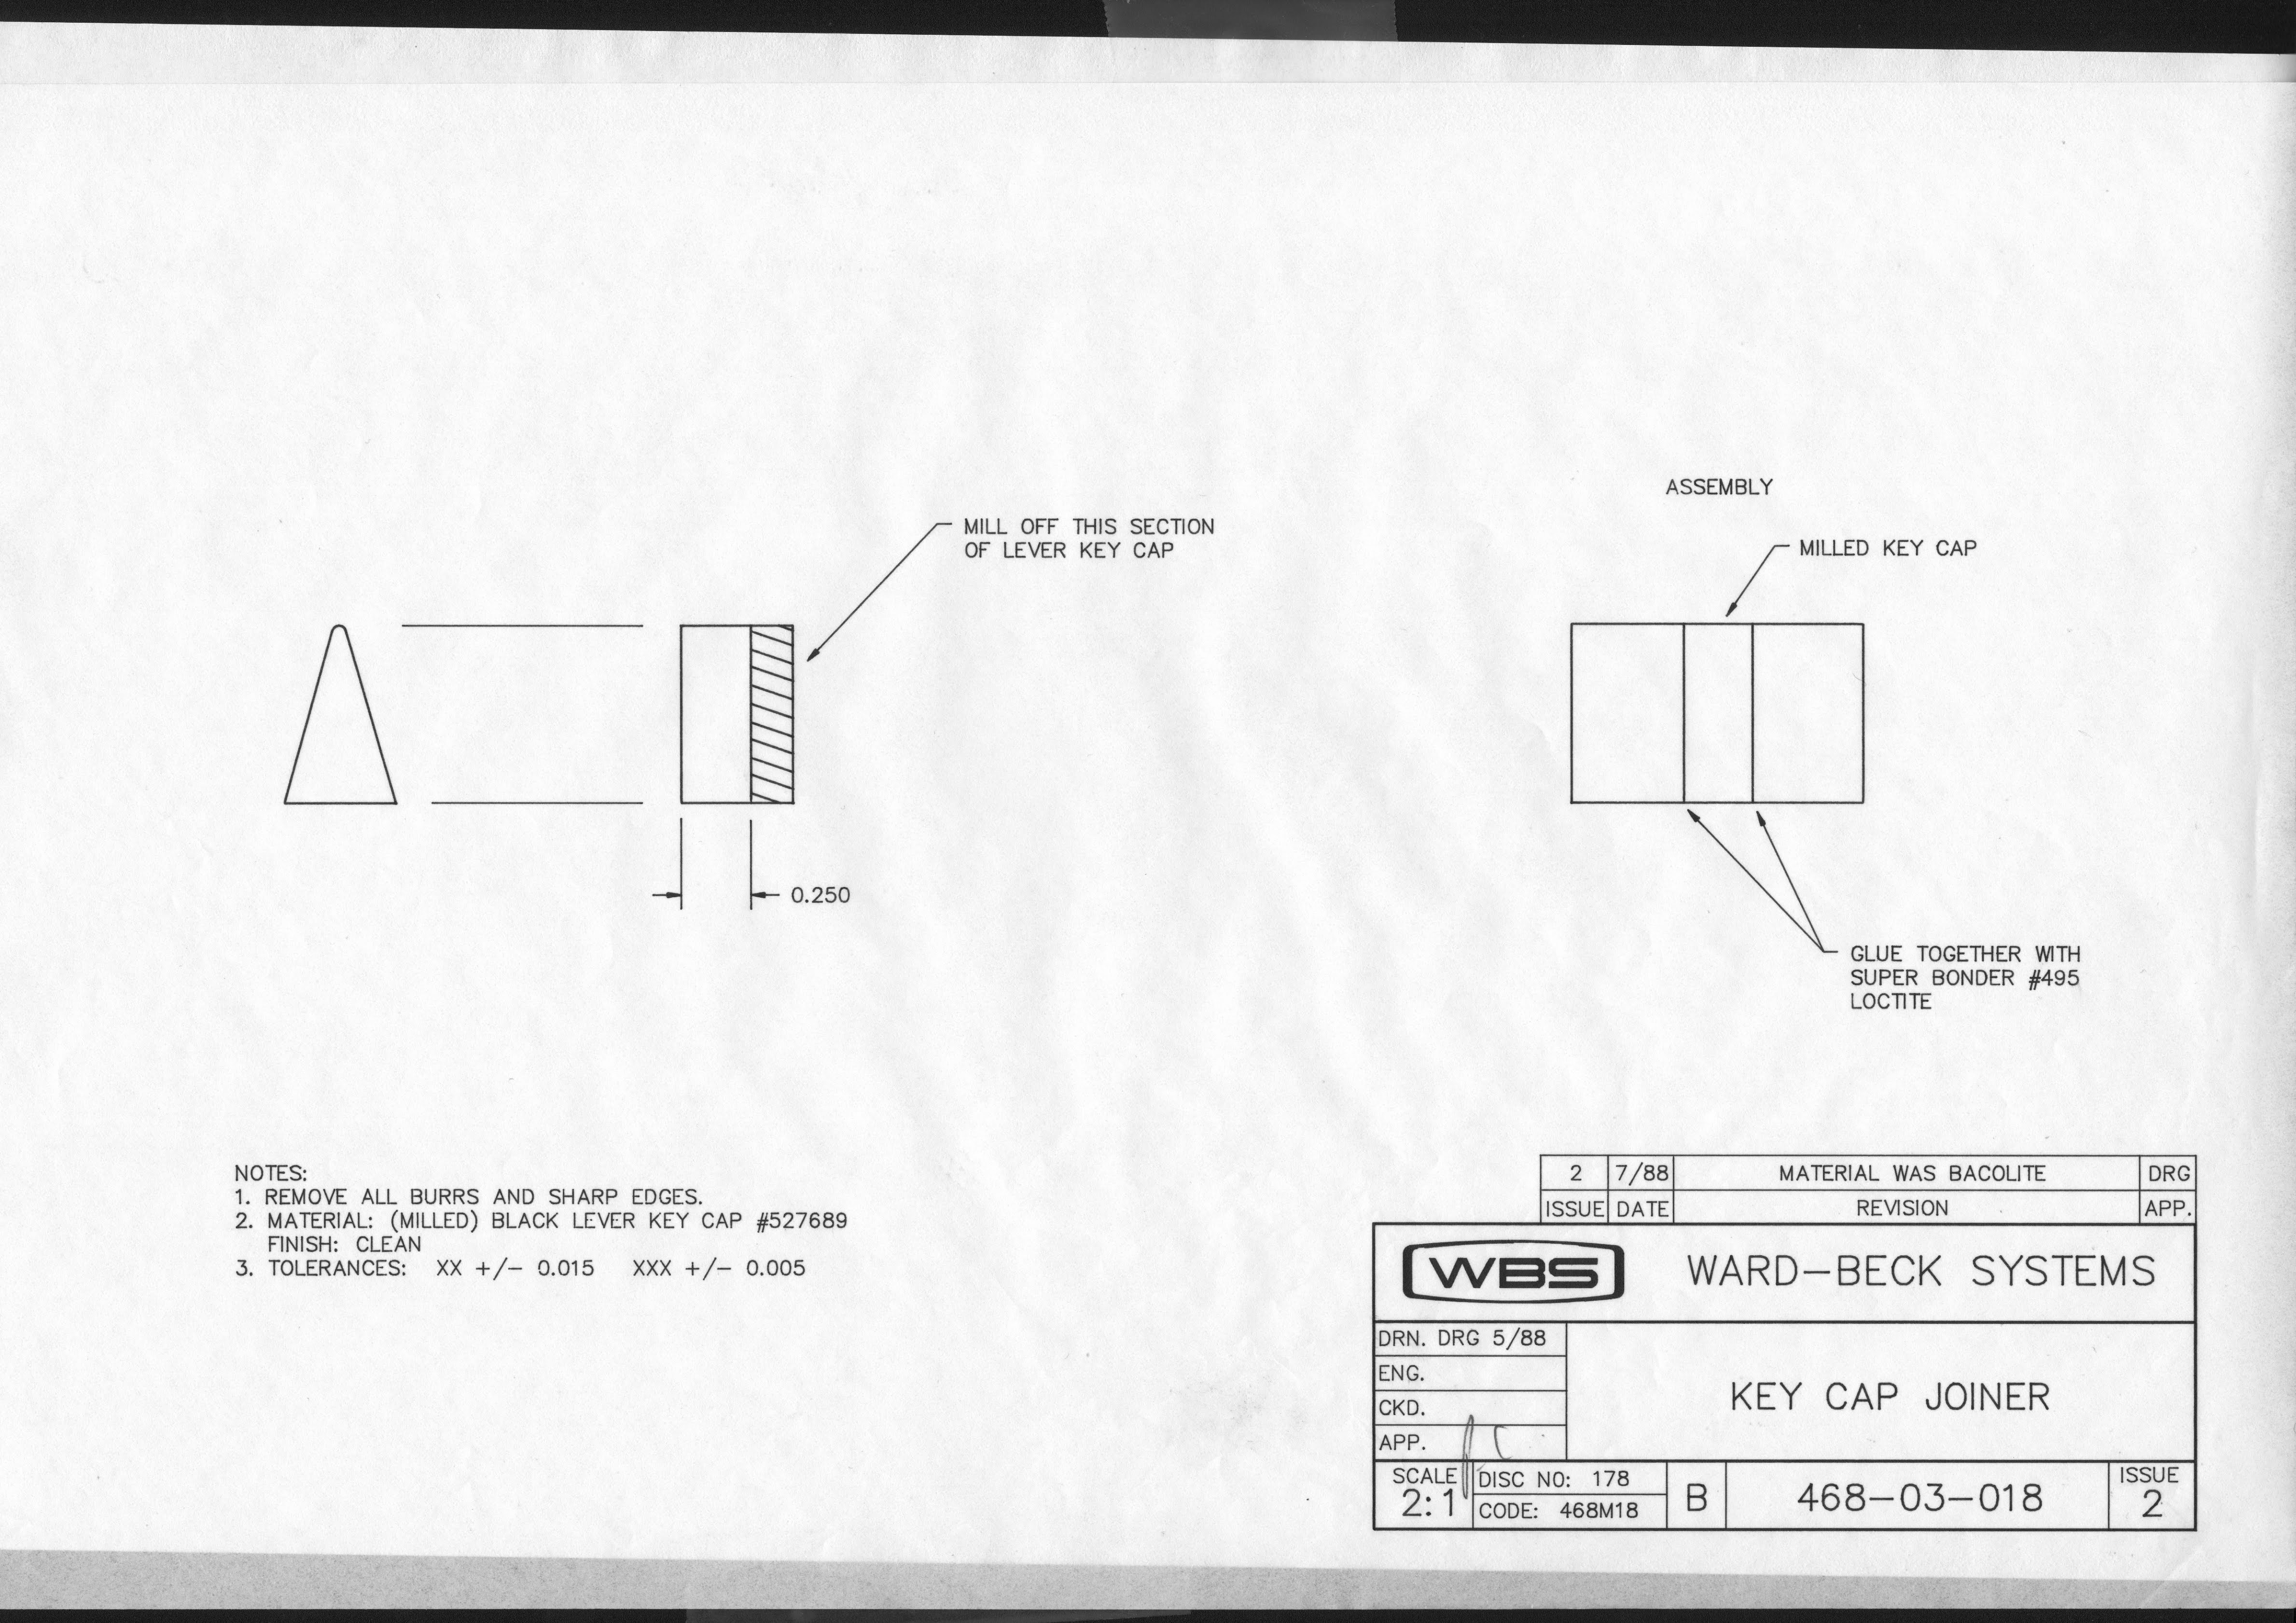 ASSEMBLY
MILL OFF THIS SECTION
OF LEVER KEY CAP
MILLED KEY CAP
0.250
GLUE TOGETHER WITH
SUPER BONDER #495
LOCTITE
NOTES:
1. REMOVE ALL BURRS AND SHARP EDGES.
2. MATERIAL: (MILLED) BLACK LEVER KEY CAP #527689
FINISH: CLEAN
3. TOLERANCES: XX +/- 0.015 XXX +/- 0.005
2 7/88 MATERIAL WAS BACOLITE DRG
ISSUE DATE REVISION APP.
WBS WARD-BECK SYSTEMS
DRN. DRG 5/88
ENG.
CKD.
APP.
KEY CAP JOINER
SCALE
2:1
DISC NO: 178
CODE: 468M18
B
468-03-018
ISSUE
2